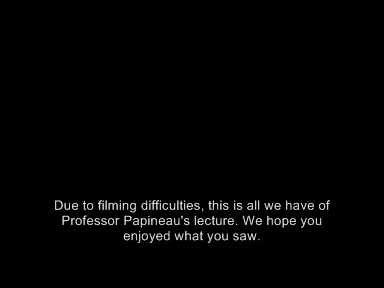 Due to filming difficulties, this is all we have of
Professor Papineau's lecture. We hope you
enjoyed what you saw.